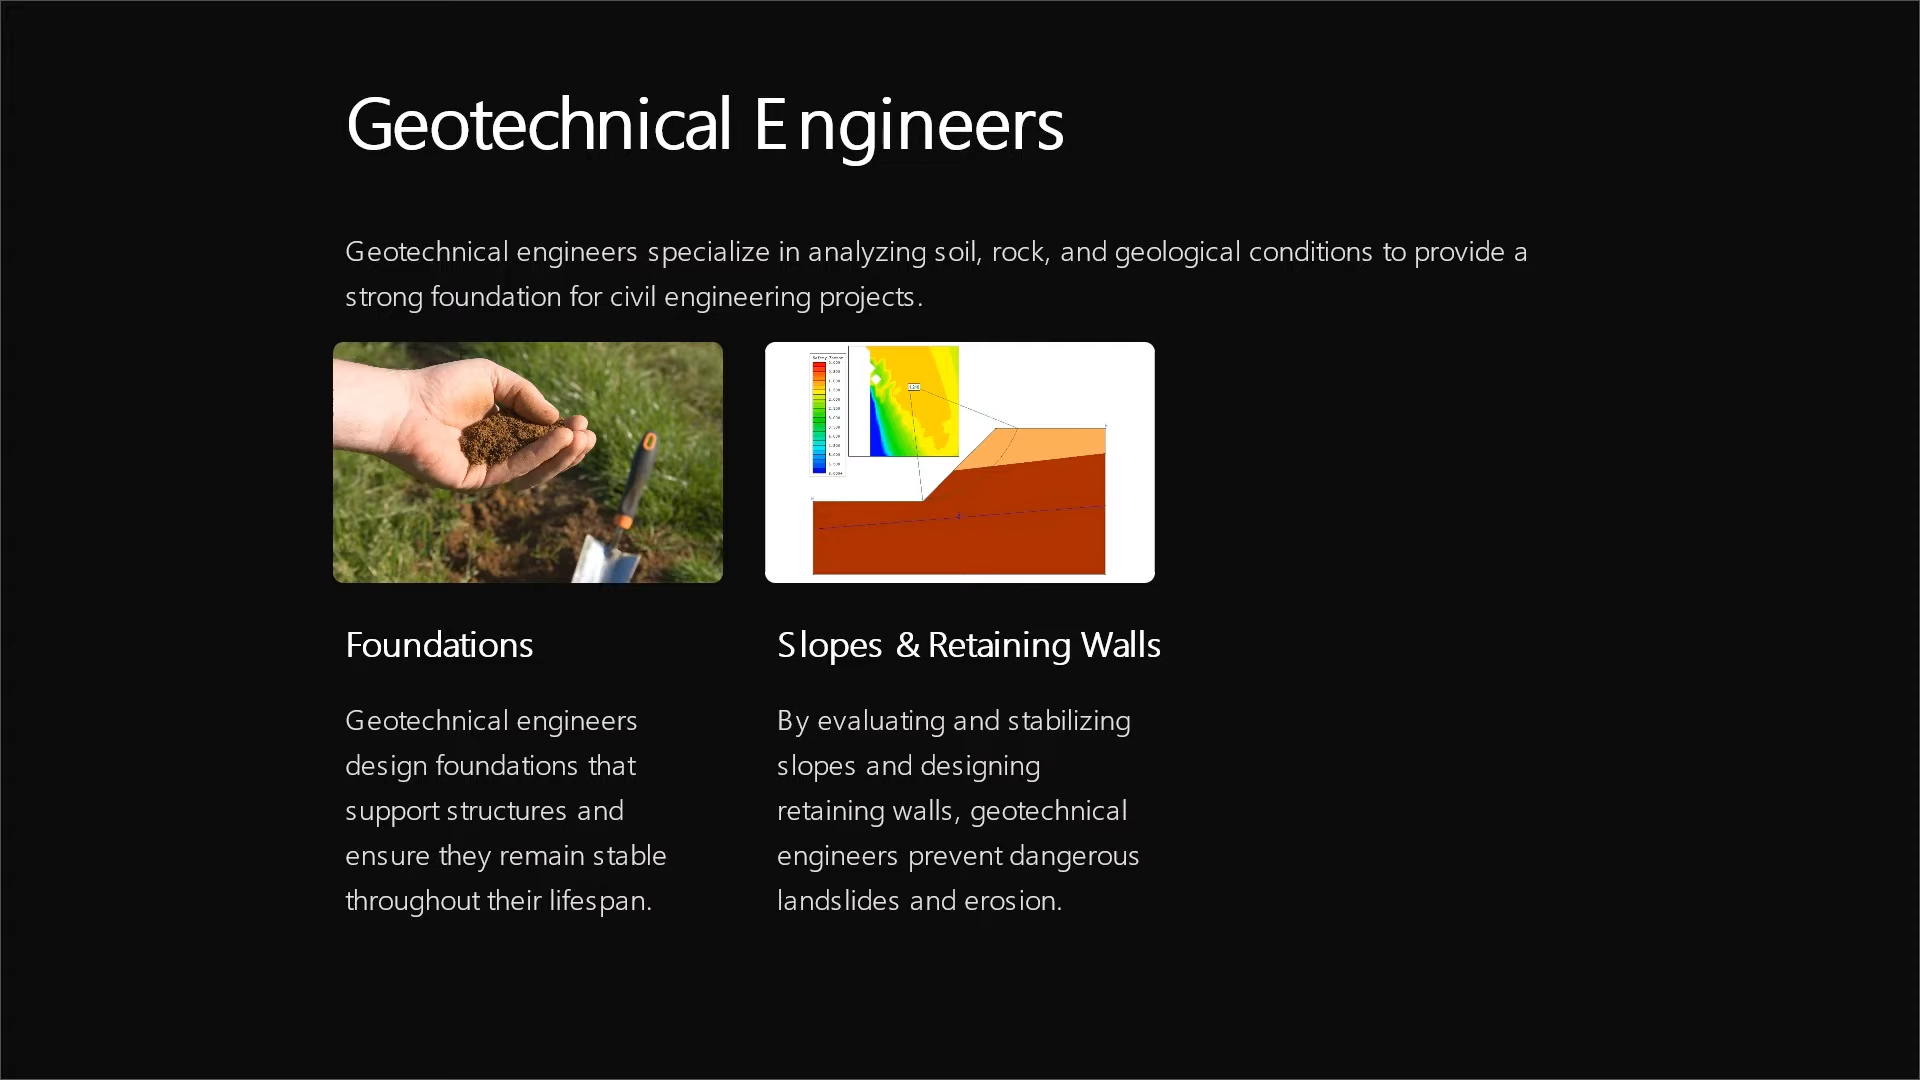 Geotechnical Engineers
Geotechnical engineers specialize in analyzing soil, rock, and geological conditions to provide a
strong foundation for civil engineering projects.
Safety Factor
Foundations
Geotechnical engineers
design foundations that
support structures and
ensure they remain stable
throughout their lifespan.
Slopes & Retaining Walls
By evaluating and stabilizing
slopes and designing
retaining walls, geotechnical
engineers prevent dangerous
landslides and erosion.